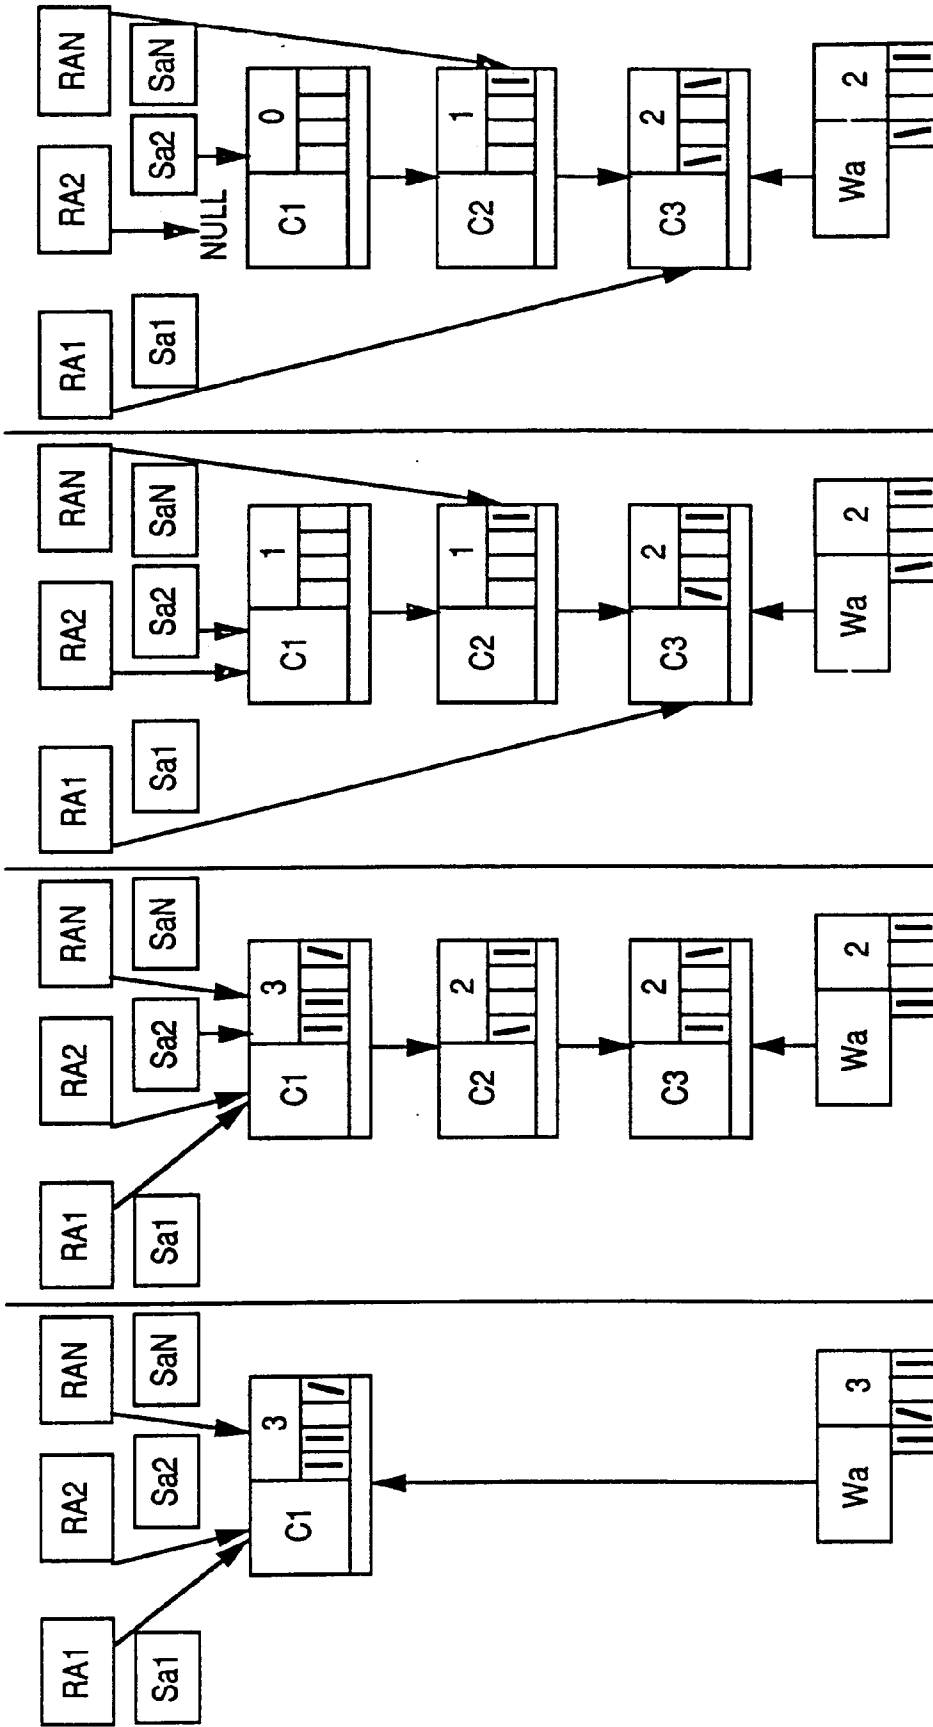 RA1 RA2 RAN
Sa1 Sa2 SaN
C1 3
Wa 3
RA1 RA2 RAN
Sa1 Sa2 SaN
C1 3
C2 2
C3 2
Wa 2
RA1 RA2 RAN
Sa1 Sa2 SaN
C1 1
C2 1
C3 2
Wa 2
RA1 RA2 RAN
Sa1 Sa2 SaN
NULL
C1 0
C2 1
C3 2
Wa 2